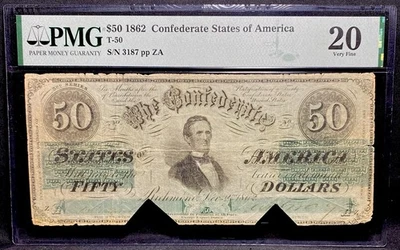 PMG
PAPER MONEY GUARANTY
$50 1862 Confederate States of America
T-50
S/N 3187 pp ZA
20
Very Fine
50
The Confederate
50
STATES
OF
AMERICA
FIFTY
DOLLARS
Richmond